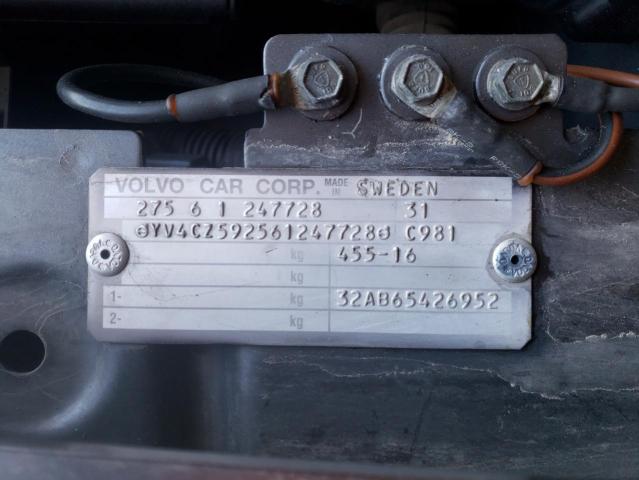 VOLVO CAR CORP. MADE IN SWEDEN
275 6 1 247728 31
YV4CZ592561247728 C981
kg 455-16
kg
1- kg 32AB65426952
2- kg